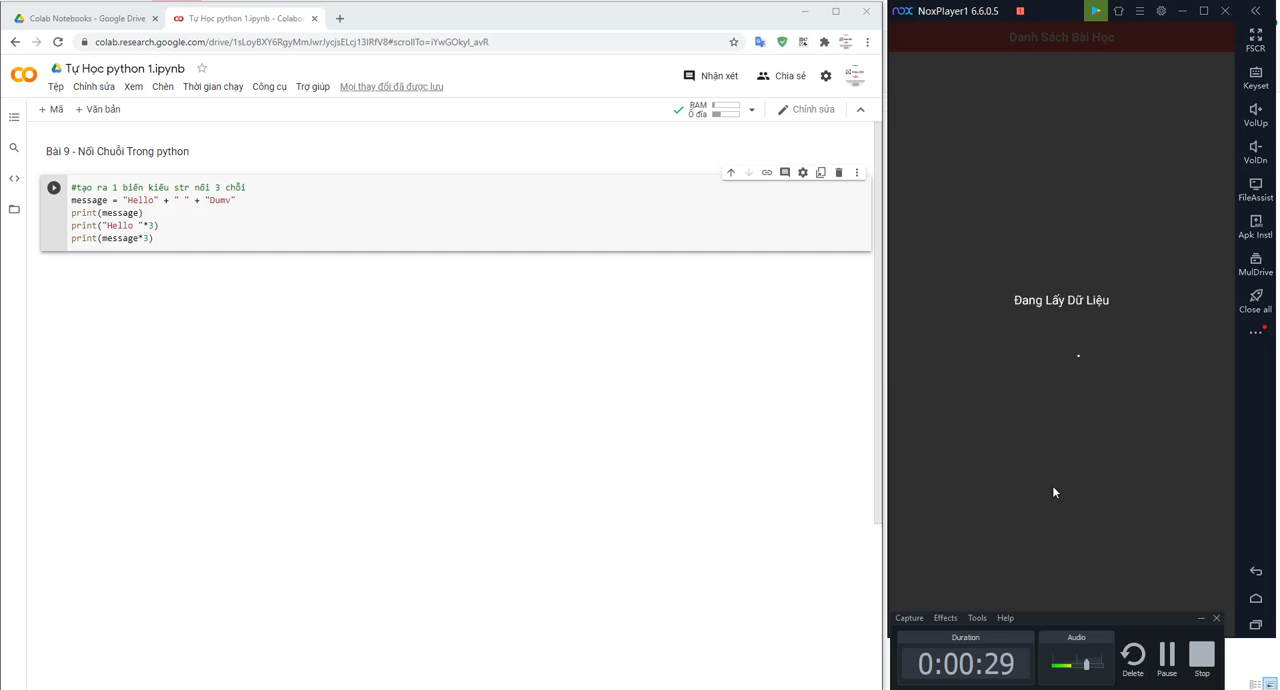 Colab Notebooks - Google Drive
Tự Học python 1.ipynb - Colabo
colab.research.google.com/drive/1sLoyBXY6RgyMmJwrJycjsELcj13IRfV8#scrollTo=iYwGOkyI_avR
Tự Học python 1.ipynb
Tệp Chỉnh sửa Xem Thời gian chạy Công cụ Trợ giúp Mọi thay đổi đã được lưu
Nhận xét
Chia sẻ
+ Mã + Văn bản
RAM
Ổ đĩa
Chỉnh sửa
Bài 9 - Nối Chuỗi Trong python
#tạo ra 1 biến kiểu str nối 3 chỗi
message = "Hello" + " " + "Dumv"
print(message)
print("Hello "*3)
print(message*3)
nox NoxPlayer1 6.6.0.5
Danh Sách Bài Học
Đang Lấy Dữ Liệu
FSCR
Keyset
VolUp
VolDn
FileAssist
Apk Instl
MulDrive
Close all
Capture Effects Tools Help
Duration
0:00:29
Audio
Delete
Pause
Stop